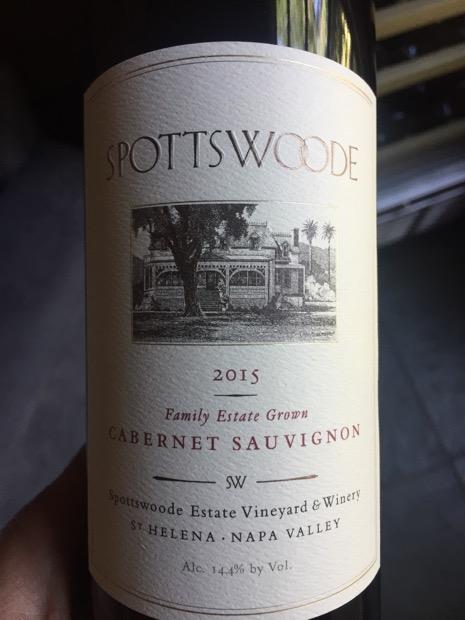 SPOTTSWOODE
2015
Family Estate Grown
CABERNET SAUVIGNON
SW
Spottswoode Estate Vineyard & Winery
ST. HELENA · NAPA VALLEY
Alc. 14.4% by Vol.